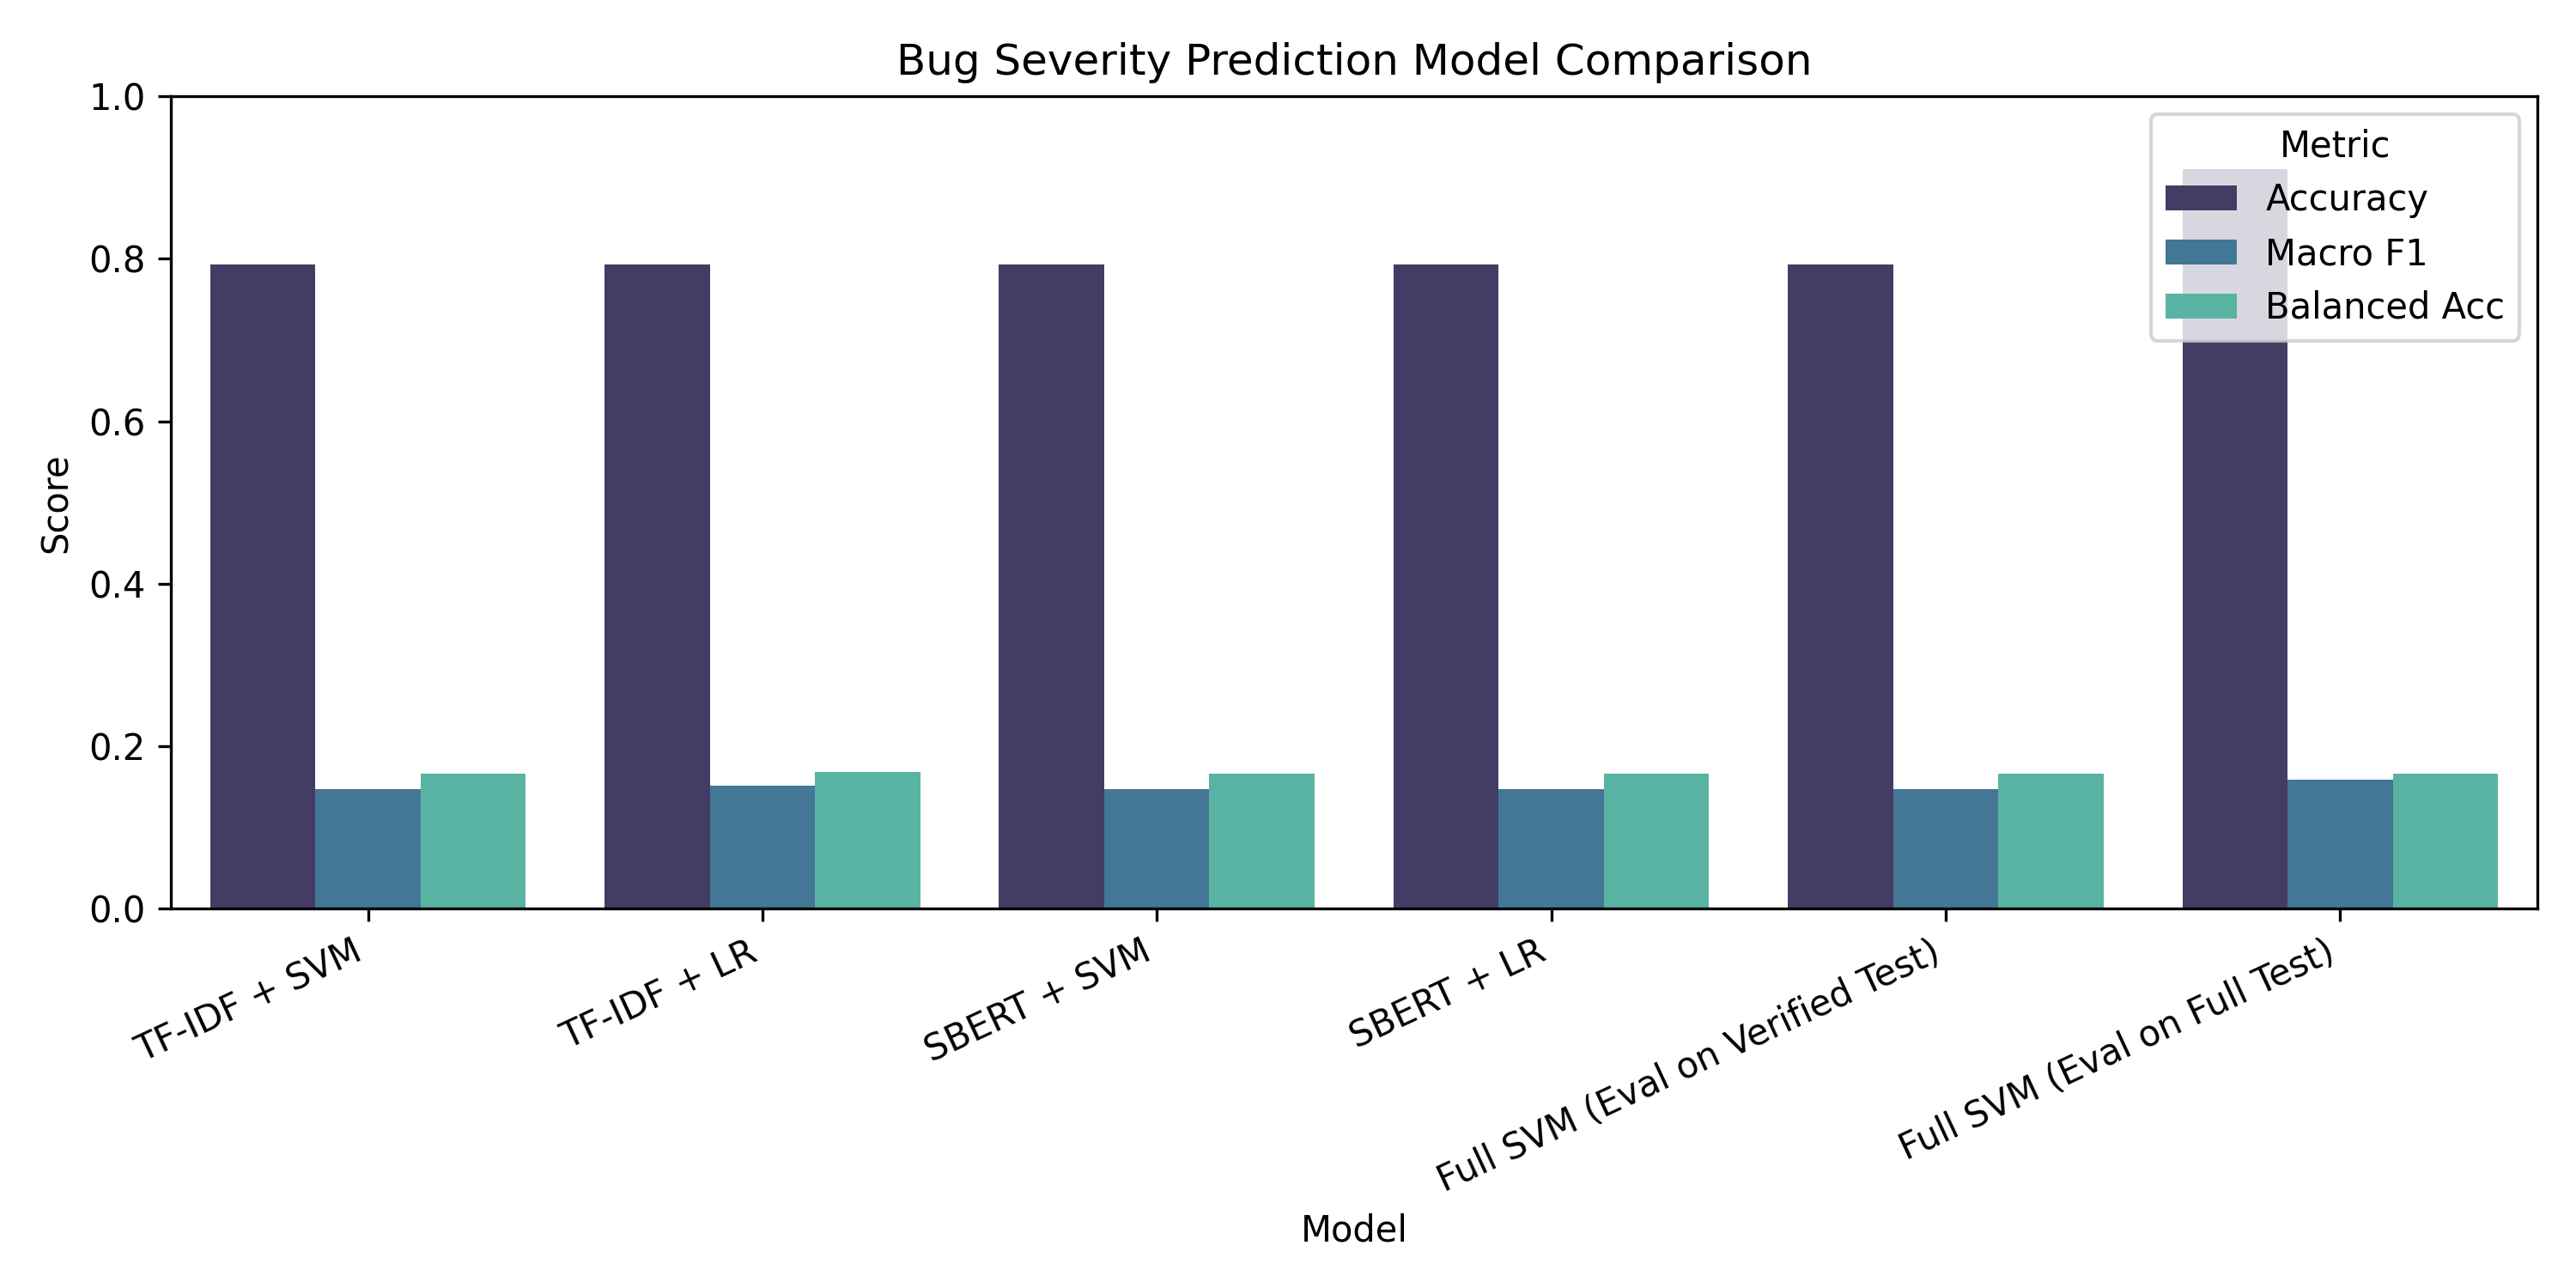 Bug Severity Prediction Model Comparison
1.0
0.8
0.6
0.4
0.2
0.0
Score
Metric
Accuracy
Macro F1
Balanced Acc
TF-IDF + SVM
TF-IDF + LR
SBERT + SVM
SBERT + LR
Full SVM (Eval on Verified Test)
Full SVM (Eval on Full Test)
Model